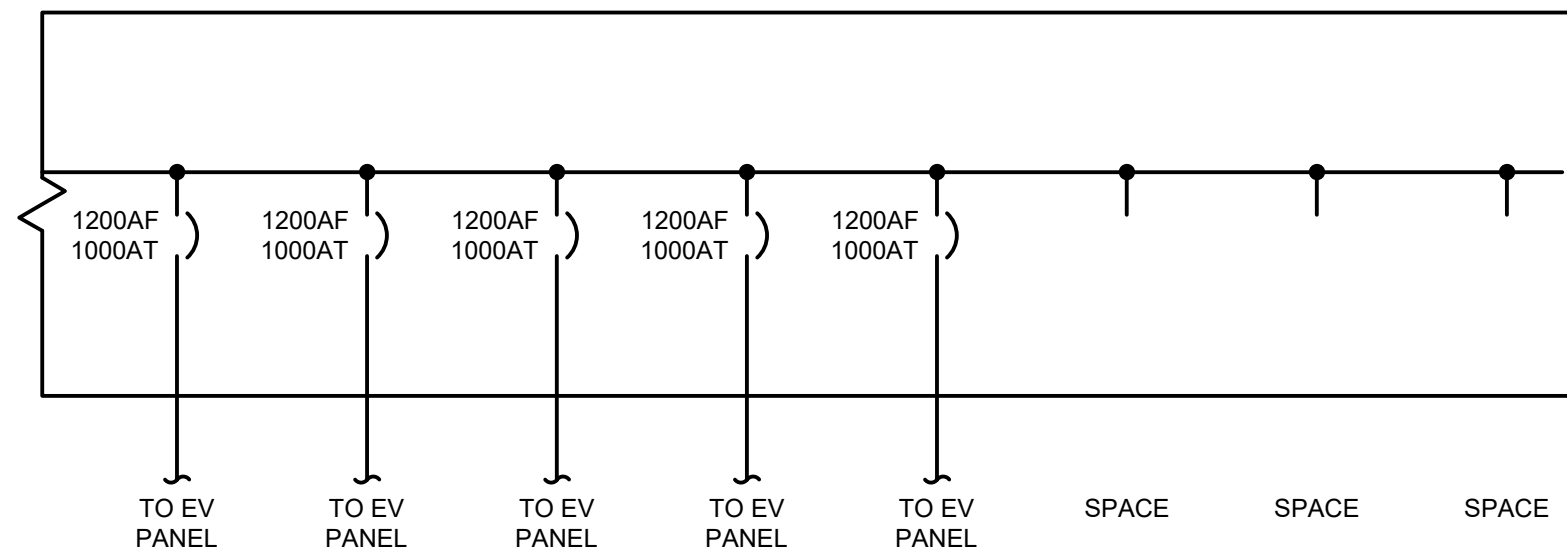 1200AF
1000AT
1200AF
1000AT
1200AF
1000AT
1200AF
1000AT
1200AF
1000AT
TO EV
PANEL
TO EV
PANEL
TO EV
PANEL
TO EV
PANEL
TO EV
PANEL
SPACE
SPACE
SPACE